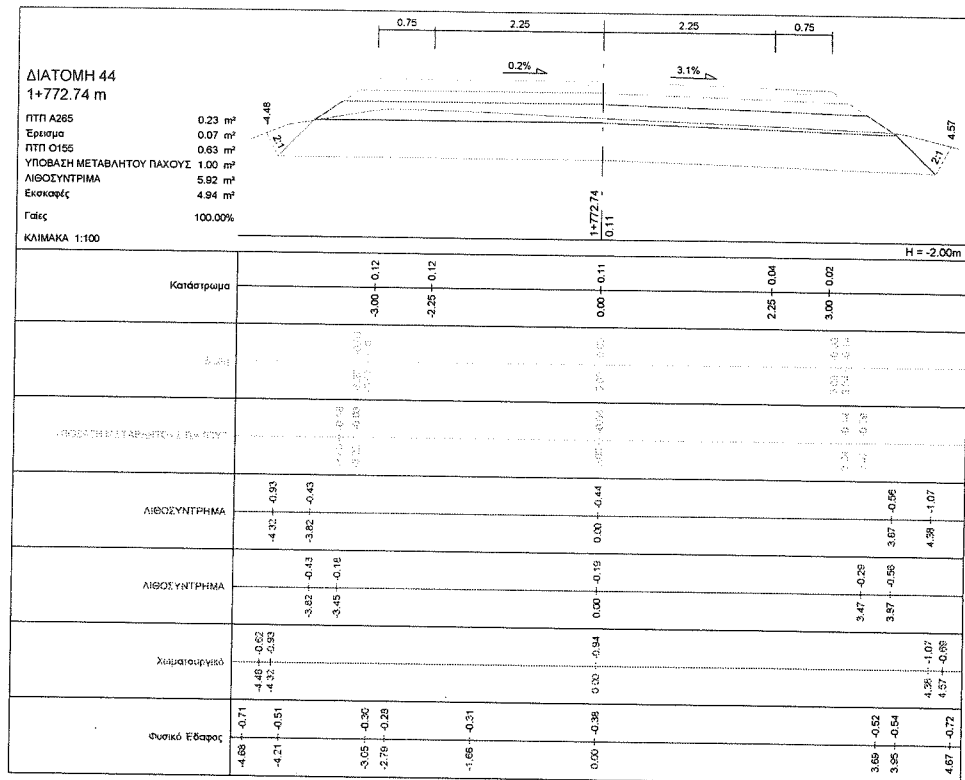 0.75 2.25 2.25 0.75
0.2% 3.1%
ΔΙΑΤΟΜΗ 44
1+772.74 m
ΠΤΠ Α265 0.23 m²
Έρεισμα 0.07 m²
ΠΤΠ Ο155 0.63 m²
ΥΠΟΒΑΣΗ ΜΕΤΑΒΛΗΤΟΥ ΠΑΧΟΥΣ 1.00 m²
ΛΙΘΟΣΥΝΤΡΙΜΑ 5.92 m²
Εκσκαφές 4.94 m²
Γαίες 100.00%
ΚΛΙΜΑΚΑ 1:100
-4.48 2:1 2:1 4.57
1+772.74
0.11
H = -2.00m
Κατάστρωμα
0.12 0.12 0.11 0.04 0.02
-3.00 -2.25 0.00 2.25 3.00
ΛΙΘΟΣΥΝΤΡΗΜΑ
-0.93 -0.43 -0.44 -0.56 -1.07
-4.32 -3.82 0.00 3.87 4.38
ΛΙΘΟΣΥΝΤΡΗΜΑ
-0.43 -0.18 -0.19 -0.29 -0.56
-3.82 -3.45 0.00 3.47 3.87
Χωματουργικό
-0.62 -0.93 -0.94 -1.07 -0.69
-4.48 -4.32 0.00 4.38 4.57
Φυσικό Έδαφος
-0.71 -0.51 -0.30 -0.28 -0.31 -0.38 -0.52 -0.54 -0.72
-4.68 -4.21 -3.05 -2.79 -1.66 0.00 3.69 3.95 4.67